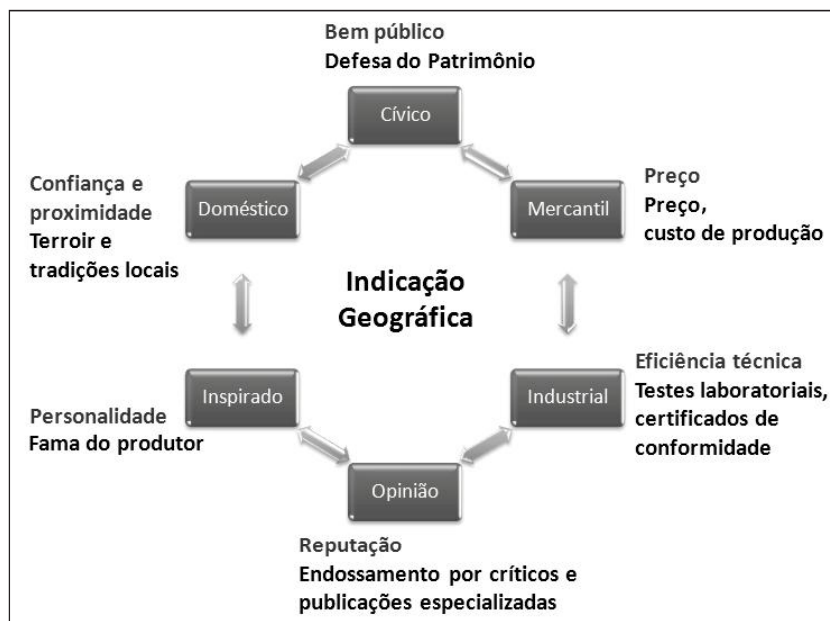 Bem público
Defesa do Patrimônio
Cívico
Confiança e
proximidade
Terroir e
tradições locais
Doméstico
Mercantil
Preço
Preço,
custo de produção
Indicação
Geográfica
Personalidade
Fama do produtor
Inspirado
Industrial
Eficiência técnica
Testes laboratoriais,
certificados de
conformidade
Opinião
Reputação
Endossamento por críticos e
publicações especializadas